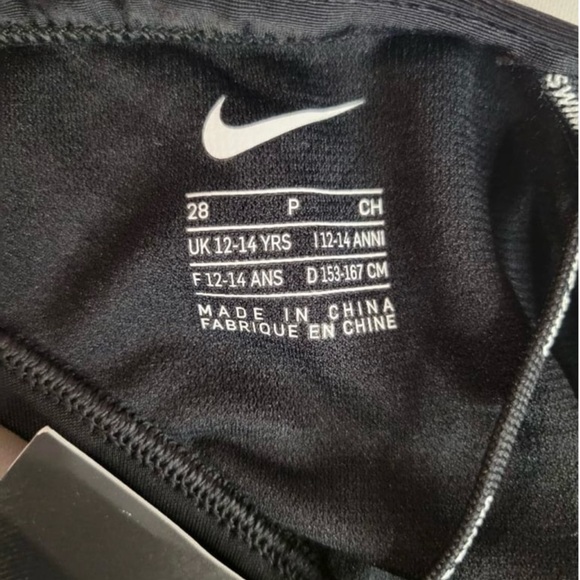 28 P CH
UK 12-14 YRS I 12-14 ANNI
F 12-14 ANS D 153-167 CM
MADE IN CHINA
FABRIQUE EN CHINE
SWIM